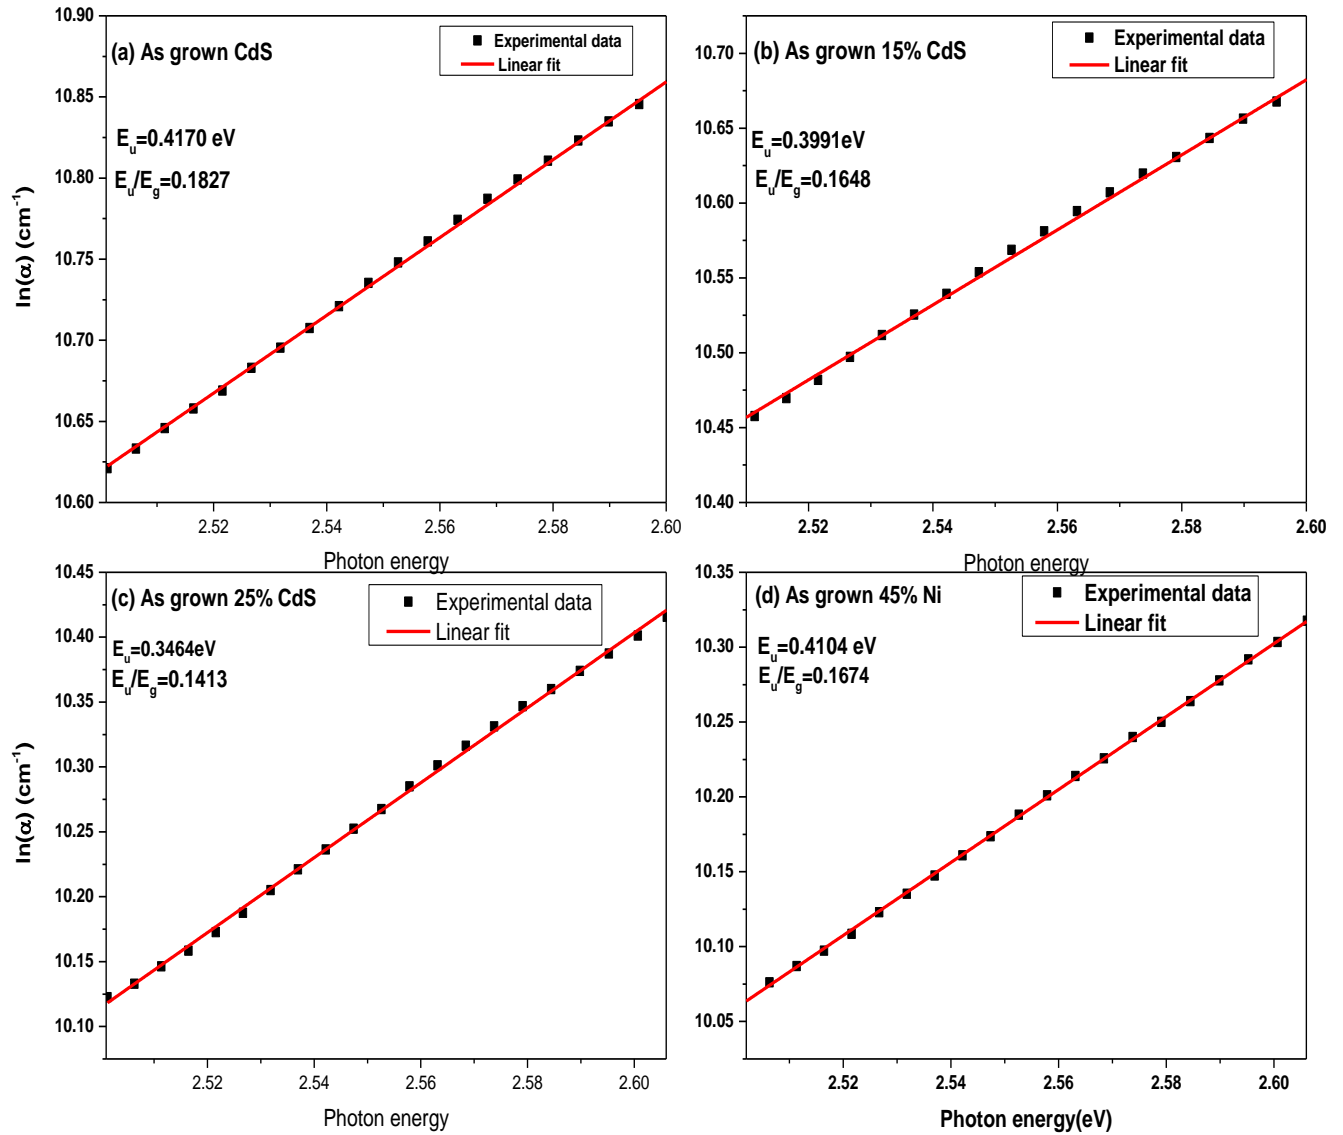 (a) As grown CdS
Experimental data
Linear fit
E_u=0.4170 eV
E_u/E_g=0.1827
10.90
10.85
10.80
10.75
10.70
10.65
10.60
ln(α) (cm⁻¹)
2.52
2.54
2.56
2.58
2.60
Photon energy
(b) As grown 15% CdS
Experimental data
Linear fit
E_u=0.3991eV
E_u/E_g=0.1648
10.70
10.65
10.60
10.55
10.50
10.45
10.40
2.52
2.54
2.56
2.58
2.60
Photon energy
(c) As grown 25% CdS
Experimental data
Linear fit
E_u=0.3464eV
E_u/E_g=0.1413
10.45
10.40
10.35
10.30
10.25
10.20
10.15
10.10
ln(α) (cm⁻¹)
2.52
2.54
2.56
2.58
2.60
Photon energy
(d) As grown 45% Ni
Experimental data
Linear fit
E_u=0.4104 eV
E_u/E_g=0.1674
10.35
10.30
10.25
10.20
10.15
10.10
10.05
2.52
2.54
2.56
2.58
2.60
Photon energy(eV)